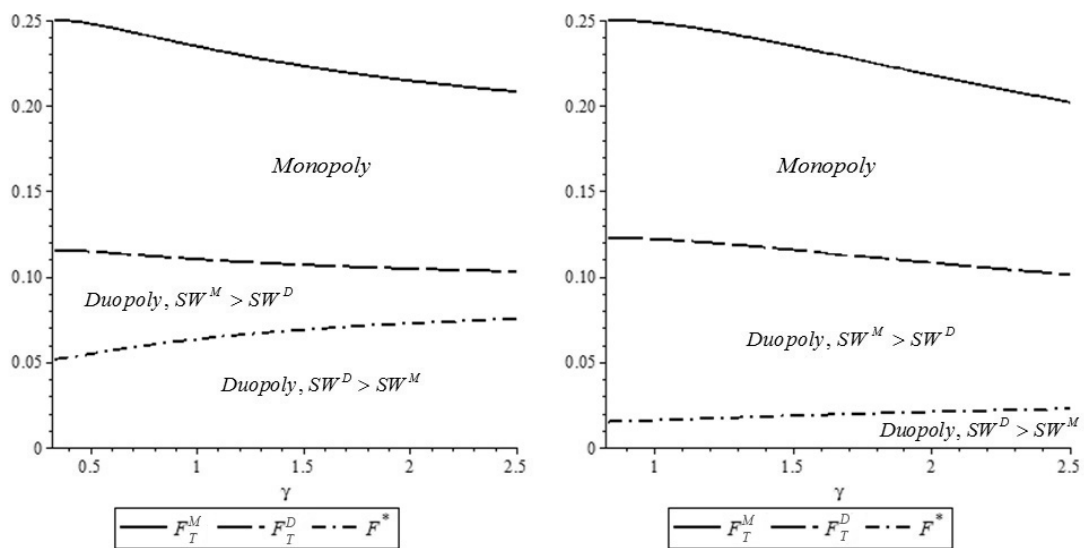 0.25
0.20
Monopoly
0.15
0.10
Duopoly, SW^M > SW^D
0.05
Duopoly, SW^D > SW^M
0
0.5 1 1.5 2 2.5
γ
F_T^M F_T^D F^*
0.25
0.20
Monopoly
0.15
0.10
Duopoly, SW^M > SW^D
0.05
Duopoly, SW^D > SW^M
0
1 1.5 2 2.5
γ
F_T^M F_T^D F^*